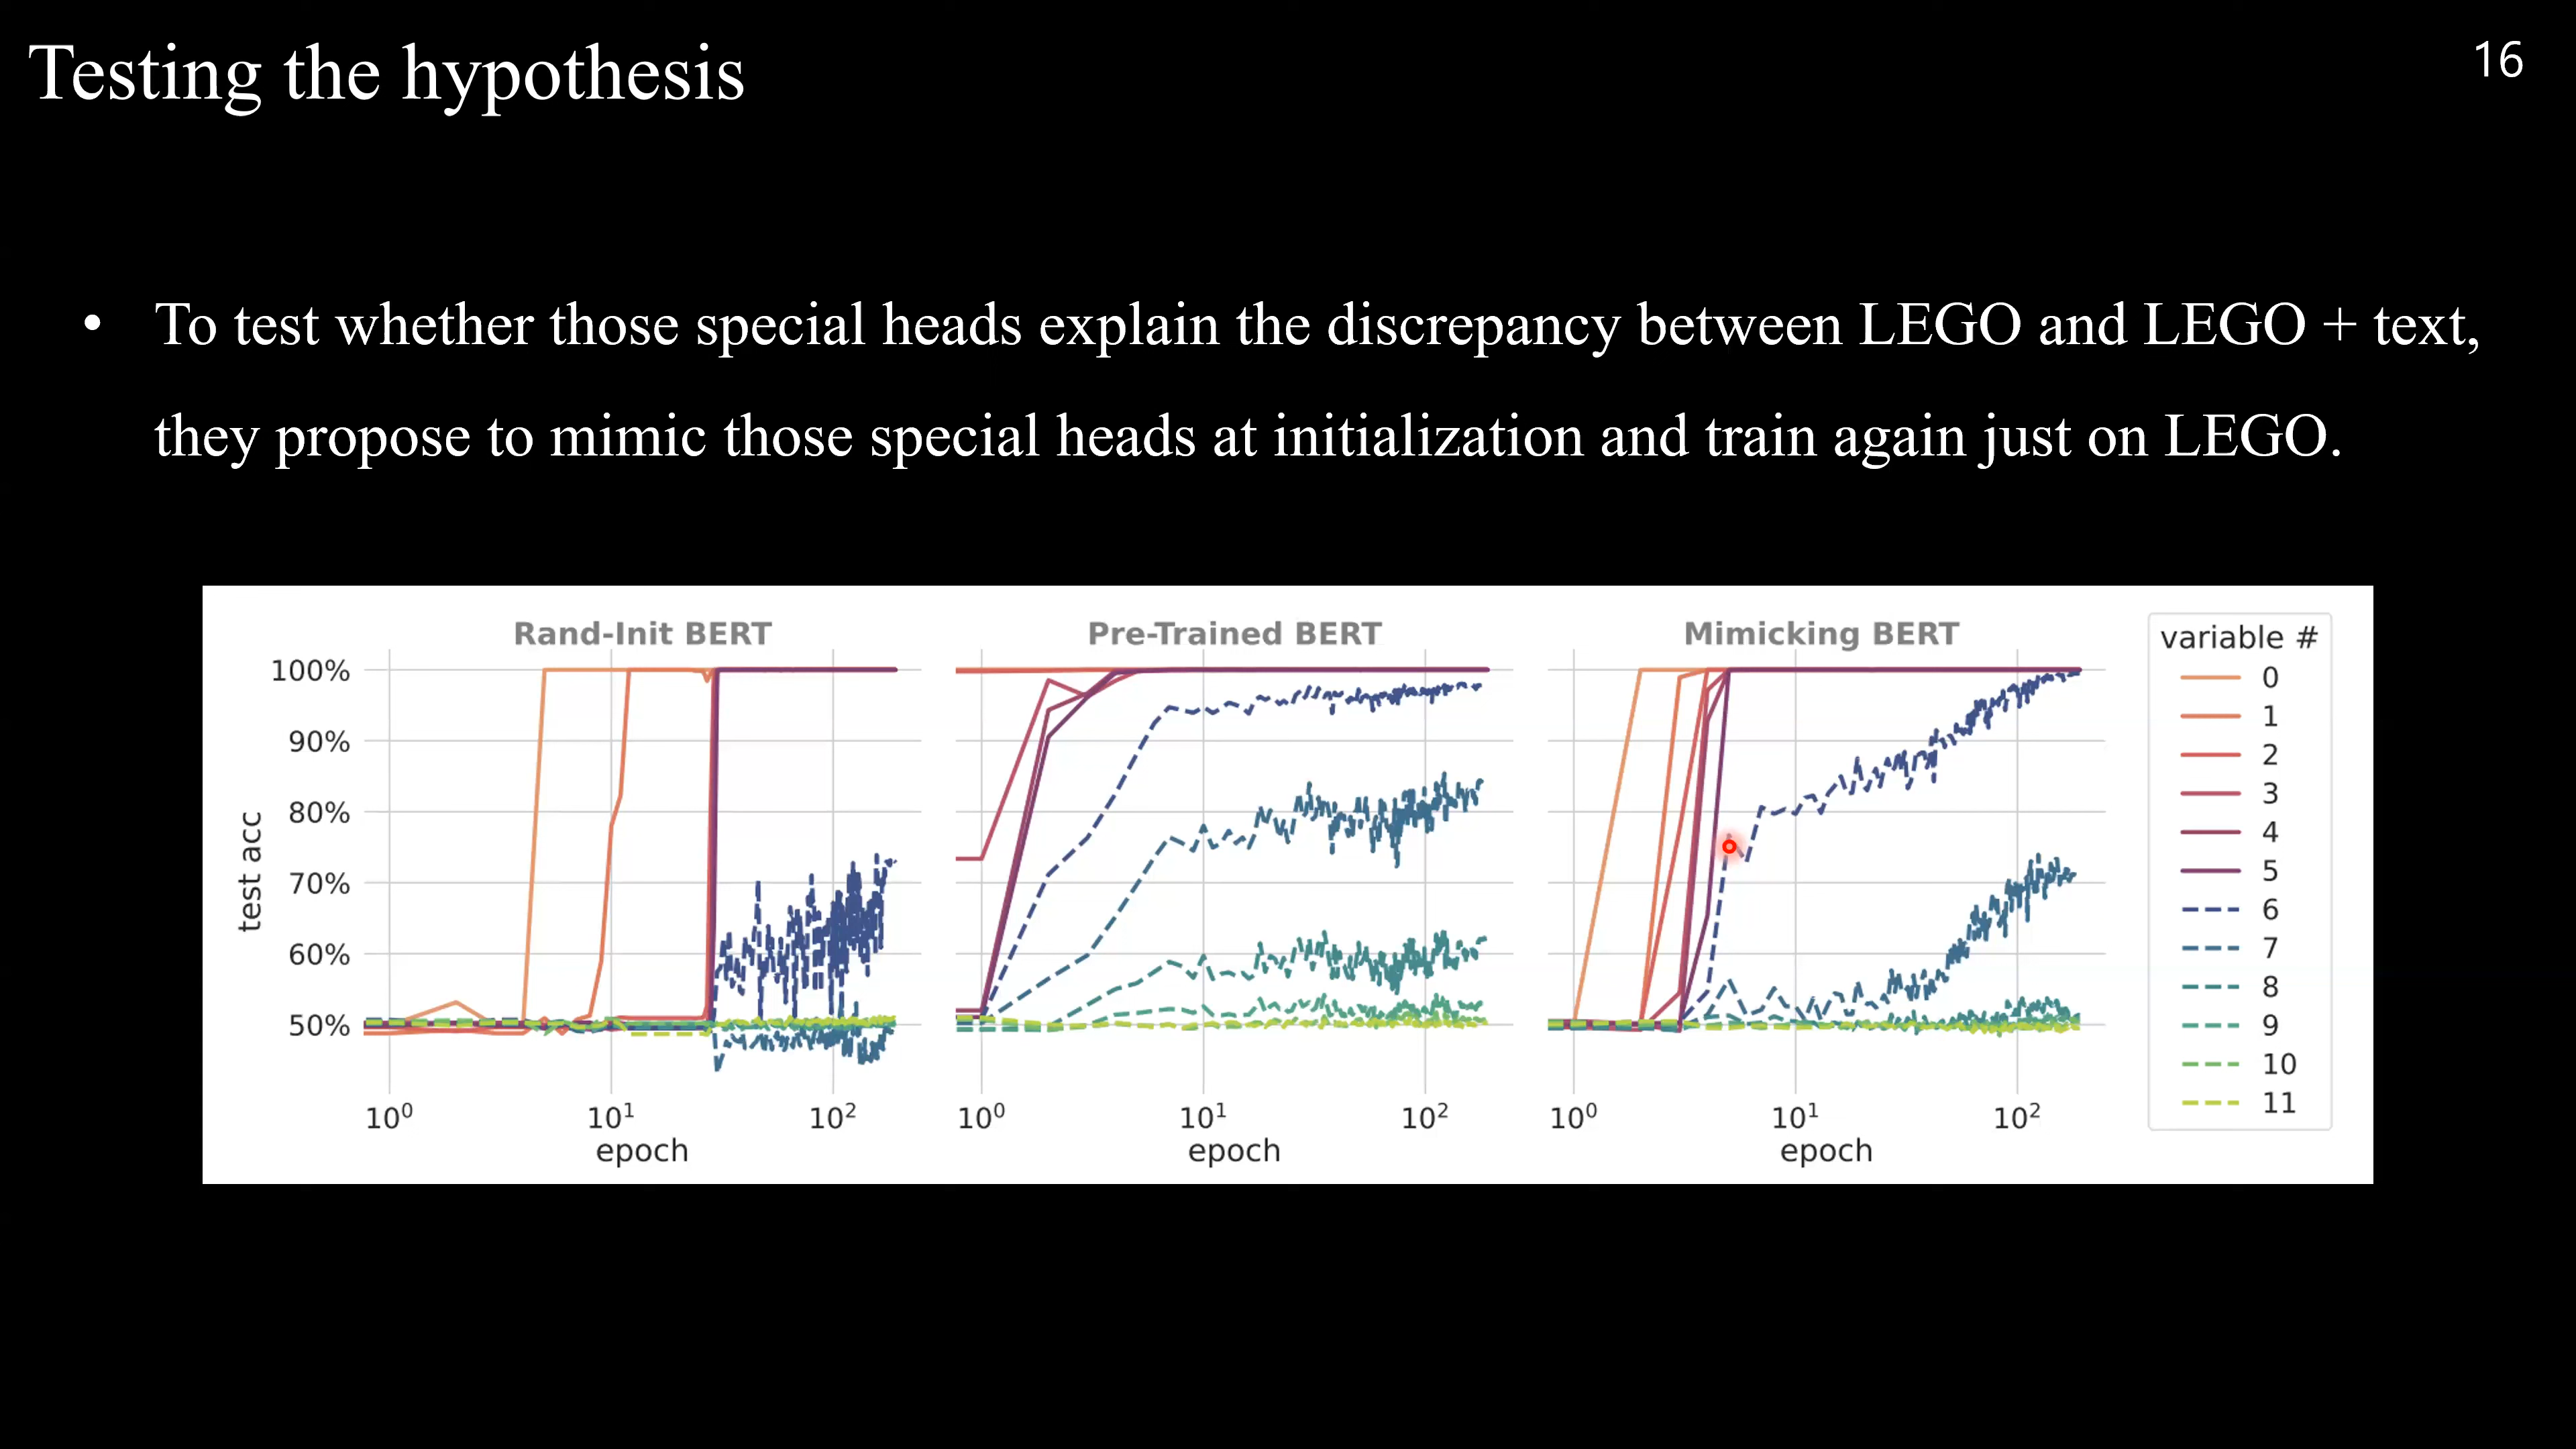 Testing the hypothesis
16
• To test whether those special heads explain the discrepancy between LEGO and LEGO + text,
they propose to mimic those special heads at initialization and train again just on LEGO.
Rand-Init BERT
Pre-Trained BERT
Mimicking BERT
test acc
100%
90%
80%
70%
60%
50%
10⁰ 10¹ 10²
epoch
10⁰ 10¹ 10²
epoch
10⁰ 10¹ 10²
epoch
variable #
0
1
2
3
4
5
6
7
8
9
10
11